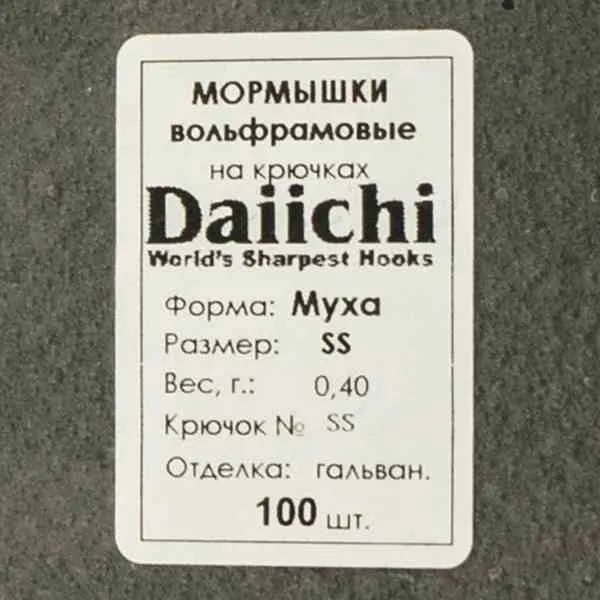 МОРМЫШКИ
ВОЛЬФРАМОВЫЕ
на крючках
Daiichi
World's Sharpest Hooks
Форма: Муха
Размер: SS
Вес, г.: 0,40
Крючок № SS
Отделка: гальван.
100 шт.